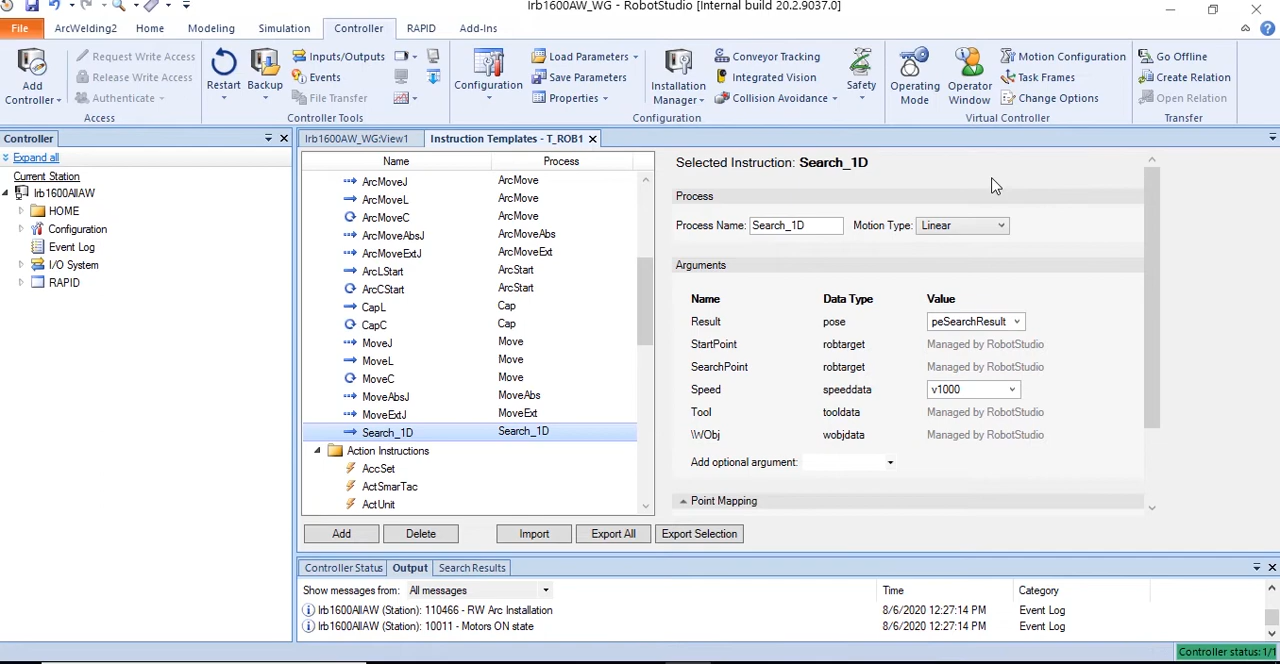 Irb1600AW_WG - RobotStudio [Internal build 20.2.9037.0]
File ArcWelding2 Home Modeling Simulation Controller RAPID Add-Ins
Add Controller
Request Write Access
Release Write Access
Authenticate
Access
Restart
Backup
Inputs/Outputs
Events
File Transfer
Controller Tools
Configuration
Load Parameters
Save Parameters
Properties
Installation Manager
Conveyor Tracking
Integrated Vision
Collision Avoidance
Safety
Configuration
Operating Mode
Operator Window
Motion Configuration
Task Frames
Change Options
Virtual Controller
Go Offline
Create Relation
Open Relation
Transfer
Controller
Expand all
Current Station
Irb1600AllAW
HOME
Configuration
Event Log
I/O System
RAPID
Irb1600AW_WG:View1 Instruction Templates - T_ROB1
Name Process
ArcMoveJ ArcMove
ArcMoveL ArcMove
ArcMoveC ArcMove
ArcMoveAbsJ ArcMoveAbs
ArcMoveExtJ ArcMoveExt
ArcLStart ArcStart
ArcCStart ArcStart
CapL Cap
CapC Cap
MoveJ Move
MoveL Move
MoveC Move
MoveAbsJ MoveAbs
MoveExtJ MoveExt
Search_1D Search_1D
Action Instructions
AccSet
ActSmarTac
ActUnit
Add Delete Import Export All Export Selection
Selected Instruction: Search_1D
Process
Process Name: Search_1D Motion Type: Linear
Arguments
Name Data Type Value
Result pose peSearchResult
StartPoint robtarget Managed by RobotStudio
SearchPoint robtarget Managed by RobotStudio
Speed speeddata v1000
Tool tooldata Managed by RobotStudio
\WObj wobjdata Managed by RobotStudio
Add optional argument:
Point Mapping
Controller Status Output Search Results
Show messages from: All messages Time Category
Irb1600AllAW (Station): 110466 - RW Arc Installation 8/6/2020 12:27:14 PM Event Log
Irb1600AllAW (Station): 10011 - Motors ON state 8/6/2020 12:27:14 PM Event Log
Controller status: 1/1